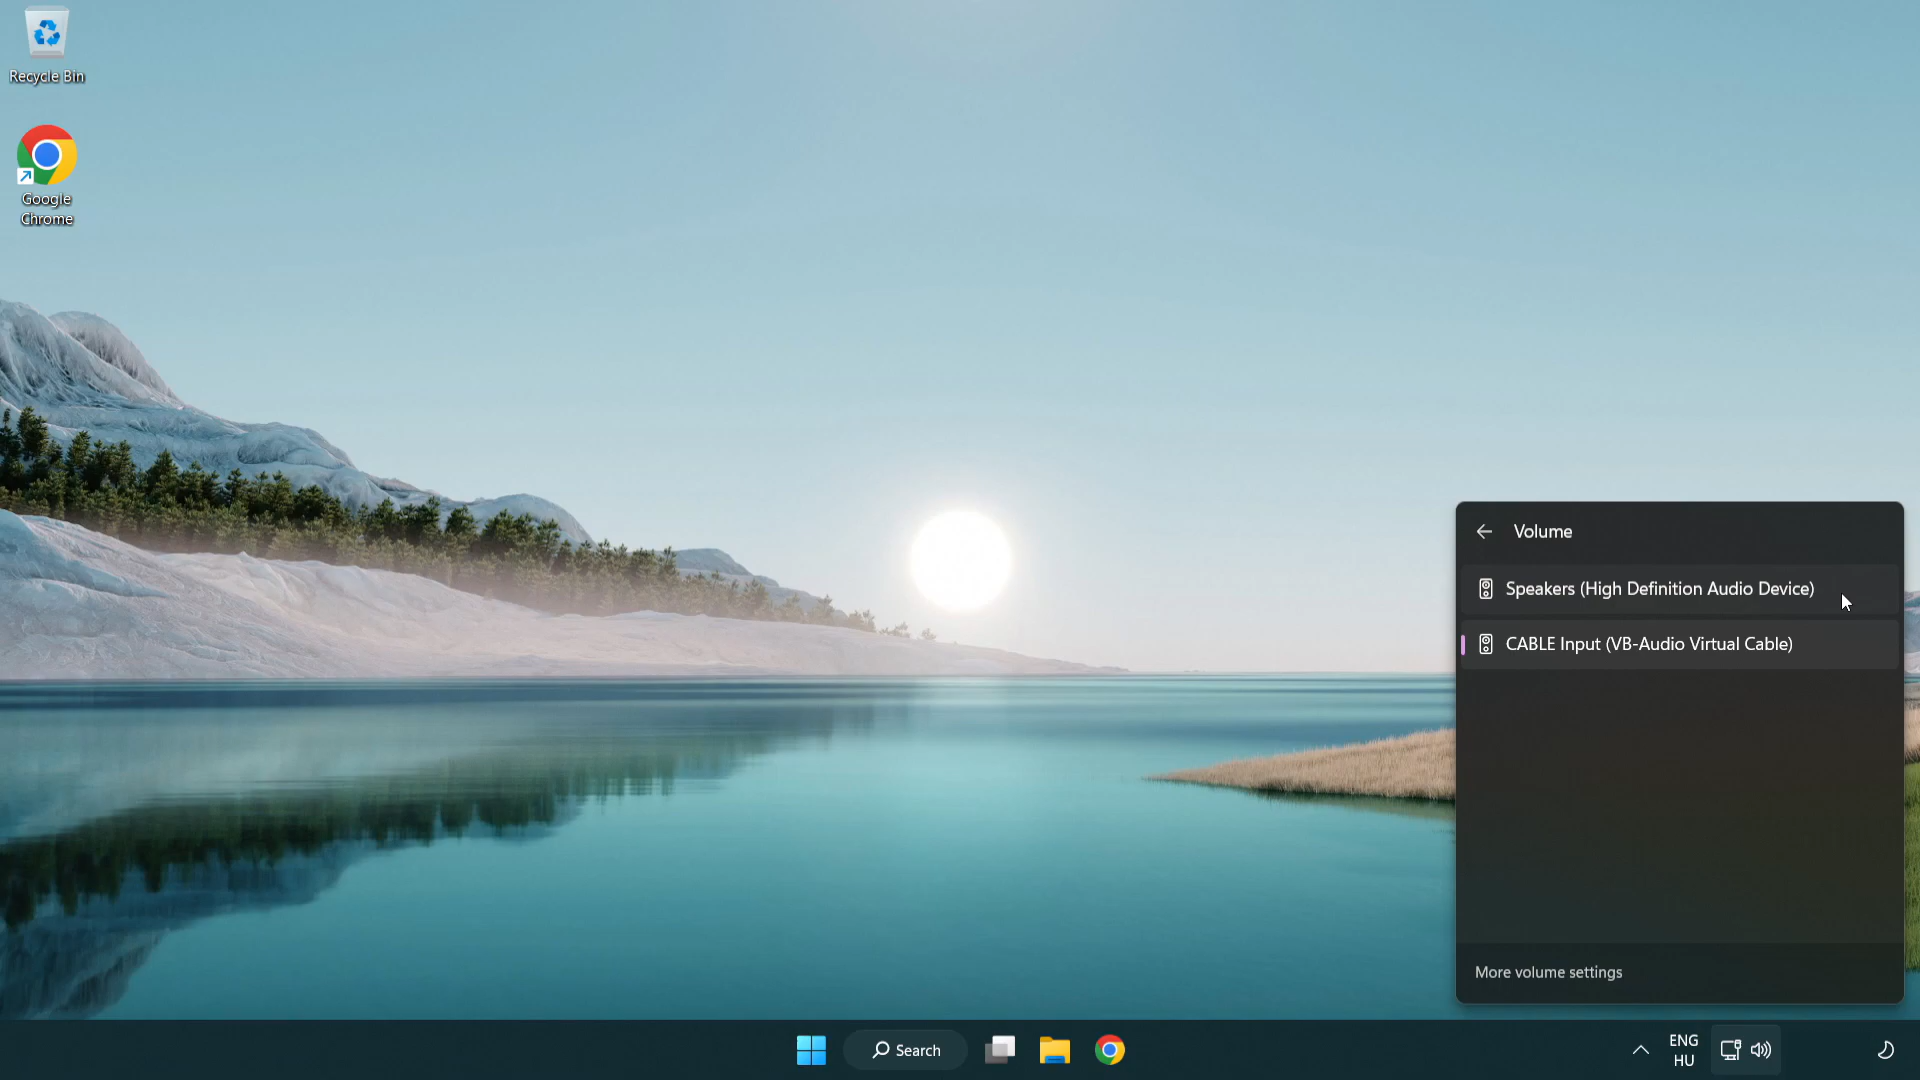 Recycle Bin
Google
Chrome
Volume
Speakers (High Definition Audio Device)
CABLE Input (VB-Audio Virtual Cable)
More volume settings
Search
ENG
HU